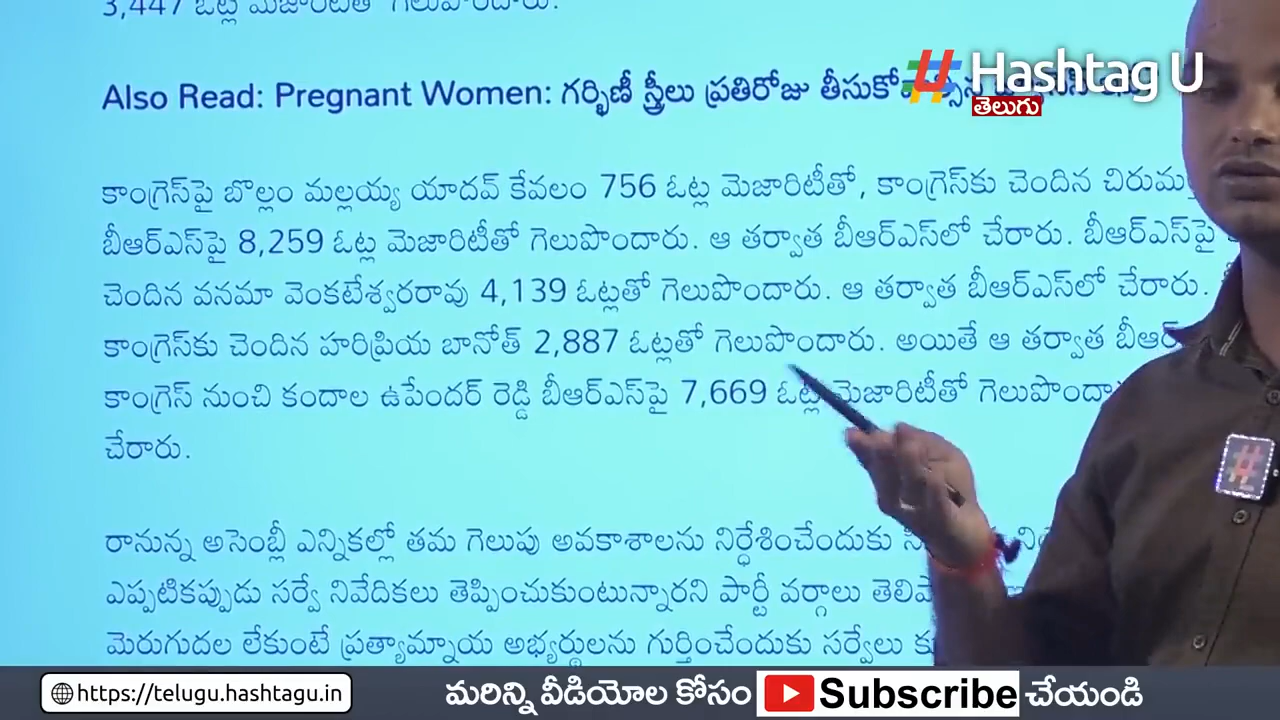 3,447 ఓట్ల మెజారిటీతో గెలుపొందారు.
Hashtag U
తెలుగు
Also Read: Pregnant Women: గర్భిణీ స్త్రీలు ప్రతిరోజు
కాంగ్రెస్‌పై బొల్లం మల్లయ్య యాదవ్ కేవలం 756 ఓట్ల మెజారిటీతో, కాంగ్రెస్‌కు చెందిన
బీఆర్ఎస్‌పై 8,259 ఓట్ల మెజారిటీతో గెలుపొందారు. ఆ తర్వాత బీఆర్ఎస్‌లో చేరారు. బీఆర్ఎస్‌పై
చెందిన వనమా వెంకటేశ్వరరావు 4,139 ఓట్లతో గెలుపొందారు. ఆ తర్వాత బీఆర్ఎస్‌లో చేరారు.
కాంగ్రెస్‌కు చెందిన హరిప్రియ బానోత్ 2,887 ఓట్లతో గెలుపొందారు. అయితే ఆ తర్వాత
కాంగ్రెస్ నుంచి కందాల ఉపేందర్ రెడ్డి బీఆర్ఎస్‌పై 7,669 ఓట్ల మెజారిటీతో
చేరారు.
రానున్న అసెంబ్లీ ఎన్నికల్లో తమ గెలుపు అవకాశాలను నిర్ధేశించేందుకు
ఎప్పటికప్పుడు సర్వే నివేదికలు తెప్పించుకుంటున్నారని పార్టీ వర్గాలు
మెరుగుదల లేకుంటే ప్రత్యామ్నాయ అభ్యర్థులను గుర్తించేందుకు సర్వేలు
https://telugu.hashtagu.in
మరిన్ని వీడియోల కోసం Subscribe చేయండి